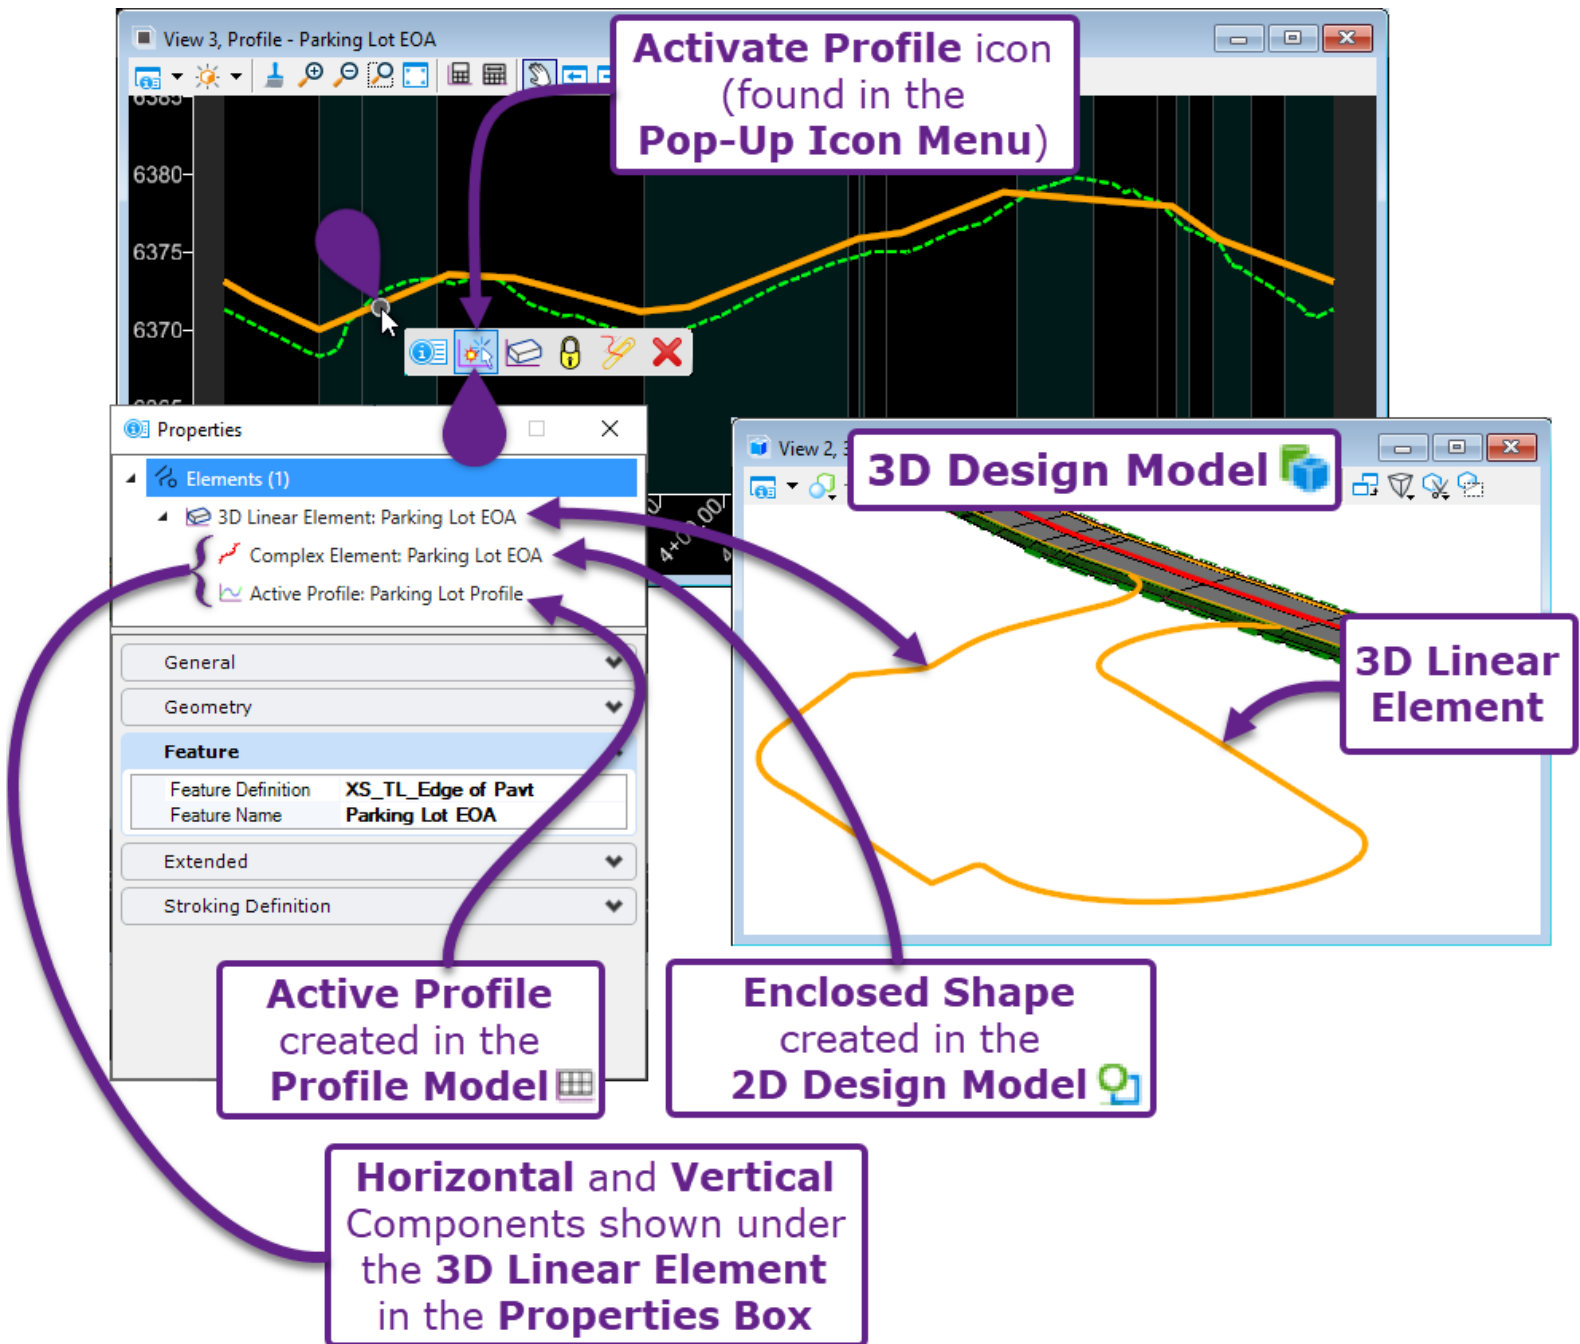 View 3, Profile - Parking Lot EOA
Activate Profile icon
(found in the
Pop-Up Icon Menu)
6380
6375
6370
Properties
Elements (1)
3D Linear Element: Parking Lot EOA
Complex Element: Parking Lot EOA
Active Profile: Parking Lot Profile
General
Geometry
Feature
Feature Definition XS_TL_Edge of Pavt
Feature Name Parking Lot EOA
Extended
Stroking Definition
4+00.00
View 2,
3D Design Model
3D Linear
Element
Active Profile
created in the
Profile Model
Enclosed Shape
created in the
2D Design Model
Horizontal and Vertical
Components shown under
the 3D Linear Element
in the Properties Box